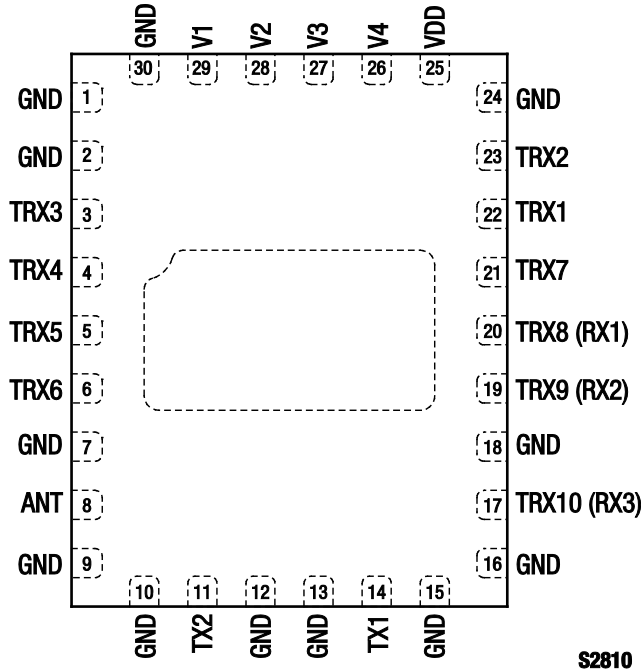 GND V1 V2 V3 V4 VDD
30 29 28 27 26 25
GND 1 24 GND
GND 2 23 TRX2
TRX3 3 22 TRX1
TRX4 4 21 TRX7
TRX5 5 20 TRX8 (RX1)
TRX6 6 19 TRX9 (RX2)
GND 7 18 GND
ANT 8 17 TRX10 (RX3)
GND 9 16 GND
10 11 12 13 14 15
GND TX2 GND GND TX1 GND
S2810